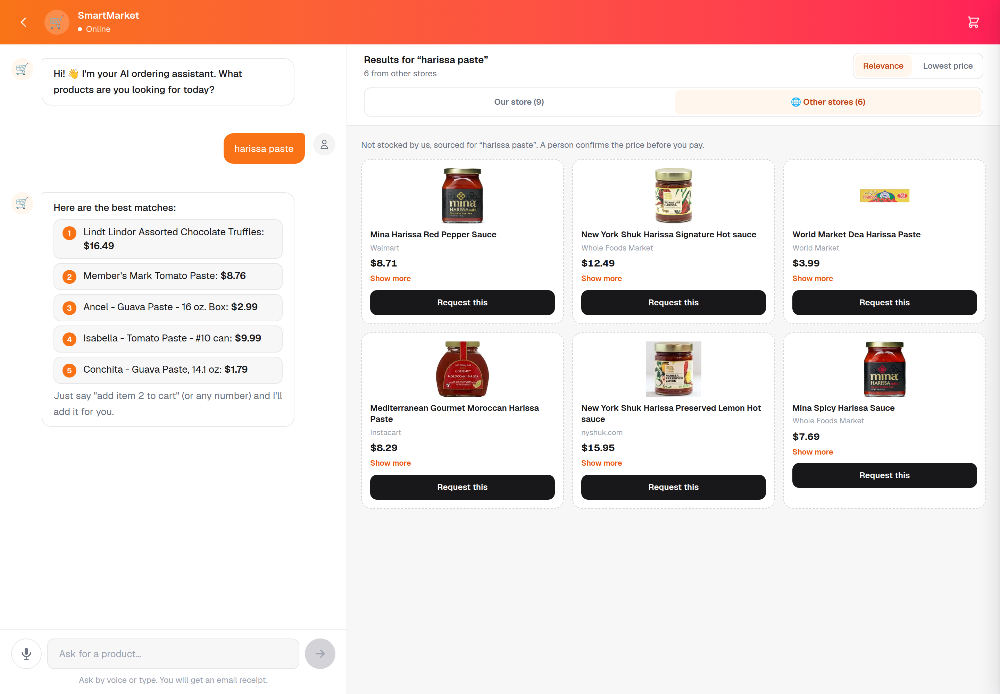 SmartMarket
Online
Hi! 👋 I'm your AI ordering assistant. What
products are you looking for today?
harissa paste
Here are the best matches:
1 Lindt Lindor Assorted Chocolate Truffles:
$16.49
2 Member's Mark Tomato Paste: $8.76
3 Ancel - Guava Paste - 16 oz. Box: $2.99
4 Isabella - Tomato Paste - #10 can: $9.99
5 Conchita - Guava Paste, 14.1 oz: $1.79
Just say "add item 2 to cart" (or any number) and I'll
add it for you.
Ask for a product...
Ask by voice or type. You will get an email receipt.
Results for “harissa paste”
6 from other stores
Relevance
Lowest price
Our store (9)
🌐 Other stores (6)
Not stocked by us, sourced for “harissa paste”. A person confirms the price before you pay.
mina
HARISSA mild
Mina Harissa Red Pepper Sauce
Walmart
$8.71
Show more
Request this
NEW
YORK
SHUK
SIGNATURE
HARISSA
New York Shuk Harissa Signature Hot sauce
Whole Foods Market
$12.49
Show more
Request this
HARISSA
DEA
World Market Dea Harissa Paste
World Market
$3.99
Show more
Request this
MEDITERRANEAN
GOURMET
MOROCCAN HARISSA
Mediterranean Gourmet Moroccan Harissa
Paste
Instacart
$8.29
Show more
Request this
NEW
YORK
SHUK
HARISSA
PRESERVED
LEMON
New York Shuk Harissa Preserved Lemon Hot
sauce
nyshuk.com
$15.95
Show more
Request this
mina
HARISSA spicy
Mina Spicy Harissa Sauce
Whole Foods Market
$7.69
Show more
Request this